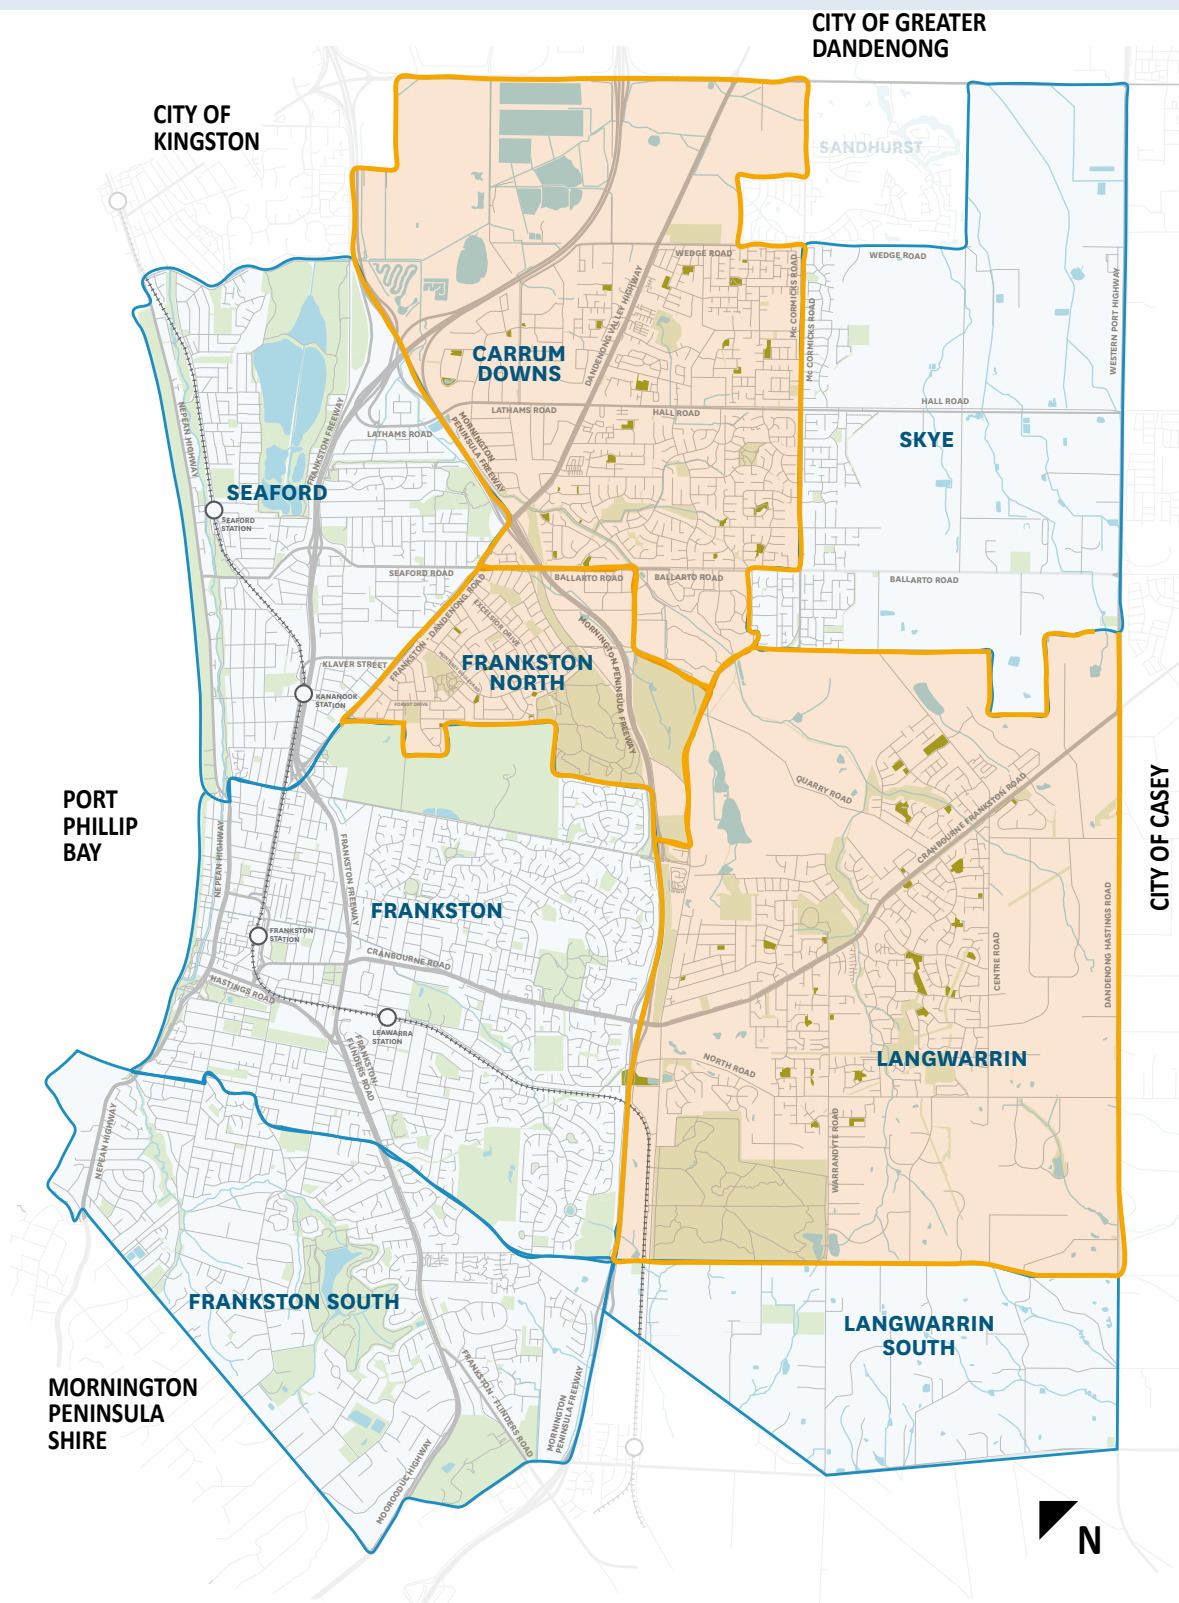 CITY OF GREATER
DANDENONG
CITY OF
KINGSTON
SANDHURST
WEDGE ROAD
WEDGE ROAD
Mc CORMICKS ROAD
Mc CORMICKS ROAD
WESTERN PORT HIGHWAY
DANDENONG VALLEY HIGHWAY
CARRUM
DOWNS
LATHAMS ROAD
HALL ROAD
HALL ROAD
NEPEAN HIGHWAY
FRANKSTON FREEWAY
LATHAMS ROAD
MORNINGTON
PENINSULA FREEWAY
SKYE
SEAFORD
SEAFORD
STATION
SEAFORD ROAD
BALLARTO ROAD
BALLARTO ROAD
BALLARTO ROAD
FRANKSTON - DANDENONG ROAD
EXCELSIOR DRIVE
MORNINGTON PENINSULA FREEWAY
KLAVER STREET
FRANKSTON
NORTH
KANANOOK
STATION
FOREST DRIVE
PORT
PHILLIP
BAY
CITY OF CASEY
QUARRY ROAD
CRANBOURNE FRANKSTON ROAD
NEPEAN HIGHWAY
FRANKSTON FREEWAY
FRANKSTON
DANDENONG HASTINGS ROAD
FRANKSTON
STATION
CENTRE ROAD
CRANBOURNE ROAD
HASTINGS ROAD
LEAWARRA
STATION
FRANKSTON-
FLINDERS ROAD
NORTH ROAD
LANGWARRIN
WARRANDYTE ROAD
NEPEAN HIGHWAY
FRANKSTON SOUTH
LANGWARRIN
SOUTH
MORNINGTON
PENINSULA
SHIRE
FRANKSTON - FLINDERS ROAD
MORNINGTON
PENINSULA FREEWAY
MOOROODUC HIGHWAY
N